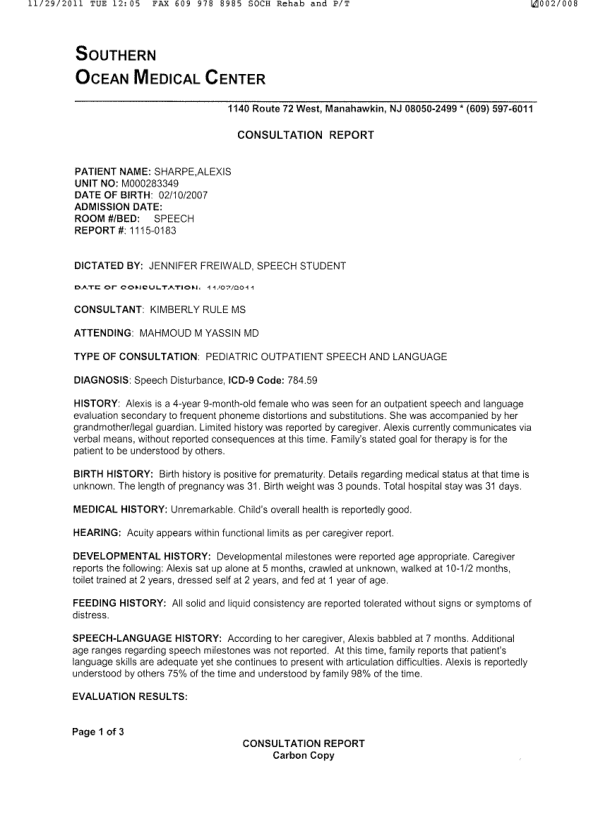 11/29/2011 TUE 12:05 FAX 609 978 8985 SOCH Rehab and P/T 002/008
SOUTHERN
OCEAN MEDICAL CENTER
1140 Route 72 West, Manahawkin, NJ 08050-2499 * (609) 597-6011
CONSULTATION REPORT
PATIENT NAME: SHARPE,ALEXIS
UNIT NO: M000283349
DATE OF BIRTH: 02/10/2007
ADMISSION DATE:
ROOM #/BED: SPEECH
REPORT #: 1115-0183
DICTATED BY: JENNIFER FREIWALD, SPEECH STUDENT
DATE OF CONSULTATION: 11/07/2011
CONSULTANT: KIMBERLY RULE MS
ATTENDING: MAHMOUD M YASSIN MD
TYPE OF CONSULTATION: PEDIATRIC OUTPATIENT SPEECH AND LANGUAGE
DIAGNOSIS: Speech Disturbance, ICD-9 Code: 784.59
HISTORY: Alexis is a 4-year 9-month-old female who was seen for an outpatient speech and language
evaluation secondary to frequent phoneme distortions and substitutions. She was accompanied by her
grandmother/legal guardian. Limited history was reported by caregiver. Alexis currently communicates via
verbal means, without reported consequences at this time. Family's stated goal for therapy is for the
patient to be understood by others.
BIRTH HISTORY: Birth history is positive for prematurity. Details regarding medical status at that time is
unknown. The length of pregnancy was 31. Birth weight was 3 pounds. Total hospital stay was 31 days.
MEDICAL HISTORY: Unremarkable. Child's overall health is reportedly good.
HEARING: Acuity appears within functional limits as per caregiver report.
DEVELOPMENTAL HISTORY: Developmental milestones were reported age appropriate. Caregiver
reports the following: Alexis sat up alone at 5 months, crawled at unknown, walked at 10-1/2 months,
toilet trained at 2 years, dressed self at 2 years, and fed at 1 year of age.
FEEDING HISTORY: All solid and liquid consistency are reported tolerated without signs or symptoms of
distress.
SPEECH-LANGUAGE HISTORY: According to her caregiver, Alexis babbled at 7 months. Additional
age ranges regarding speech milestones was not reported. At this time, family reports that patient's
language skills are adequate yet she continues to present with articulation difficulties. Alexis is reportedly
understood by others 75% of the time and understood by family 98% of the time.
EVALUATION RESULTS:
Page 1 of 3
CONSULTATION REPORT
Carbon Copy